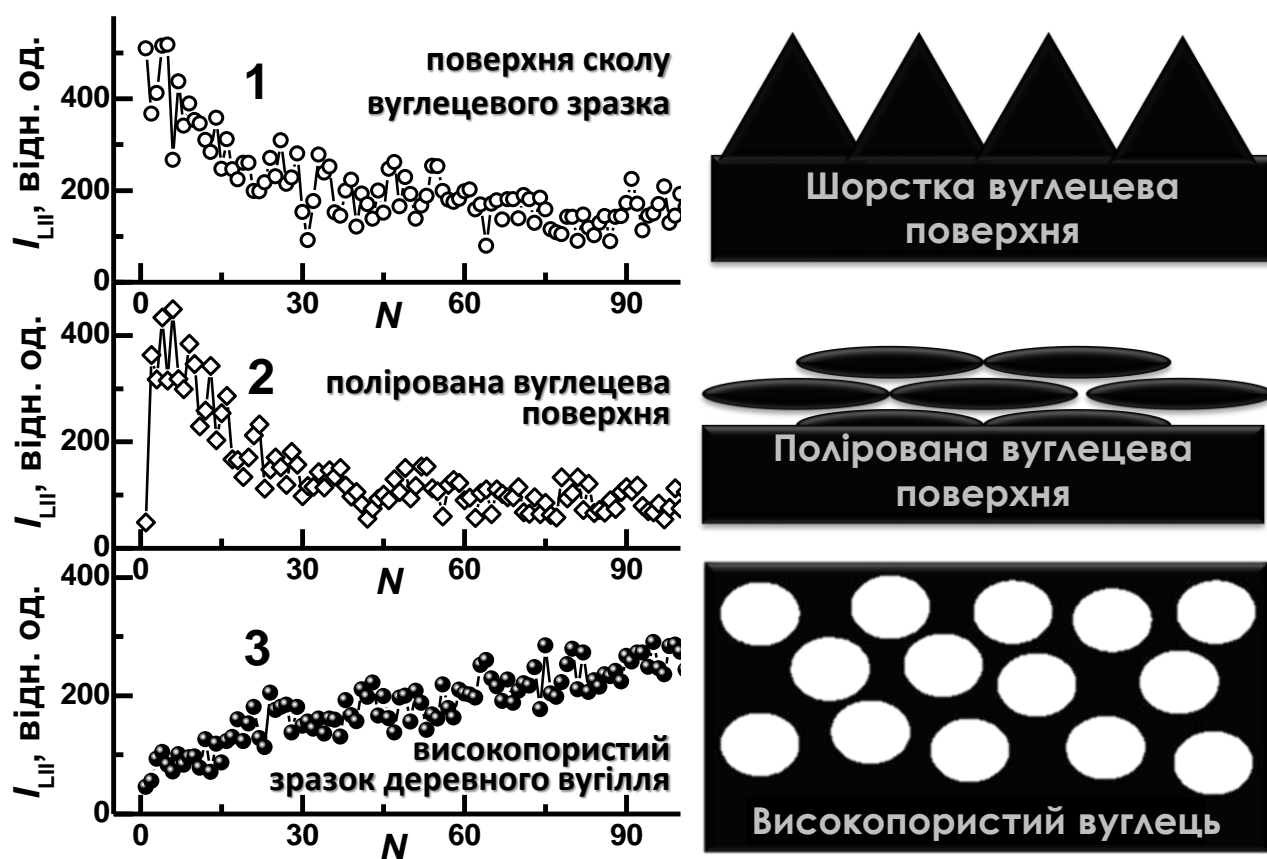 I_LII, відн. од.
400
200
0
1
поверхня сколу
вуглецевого зразка
0
30
60
90
N
Шорстка вуглецева
поверхня
I_LII, відн. од.
400
200
0
2
полірована вуглецева
поверхня
0
30
60
90
N
Полірована вуглецева
поверхня
I_LII, відн. од.
400
200
0
3
високопористий
зразок деревного вугілля
0
30
60
90
N
Високопористий вуглець